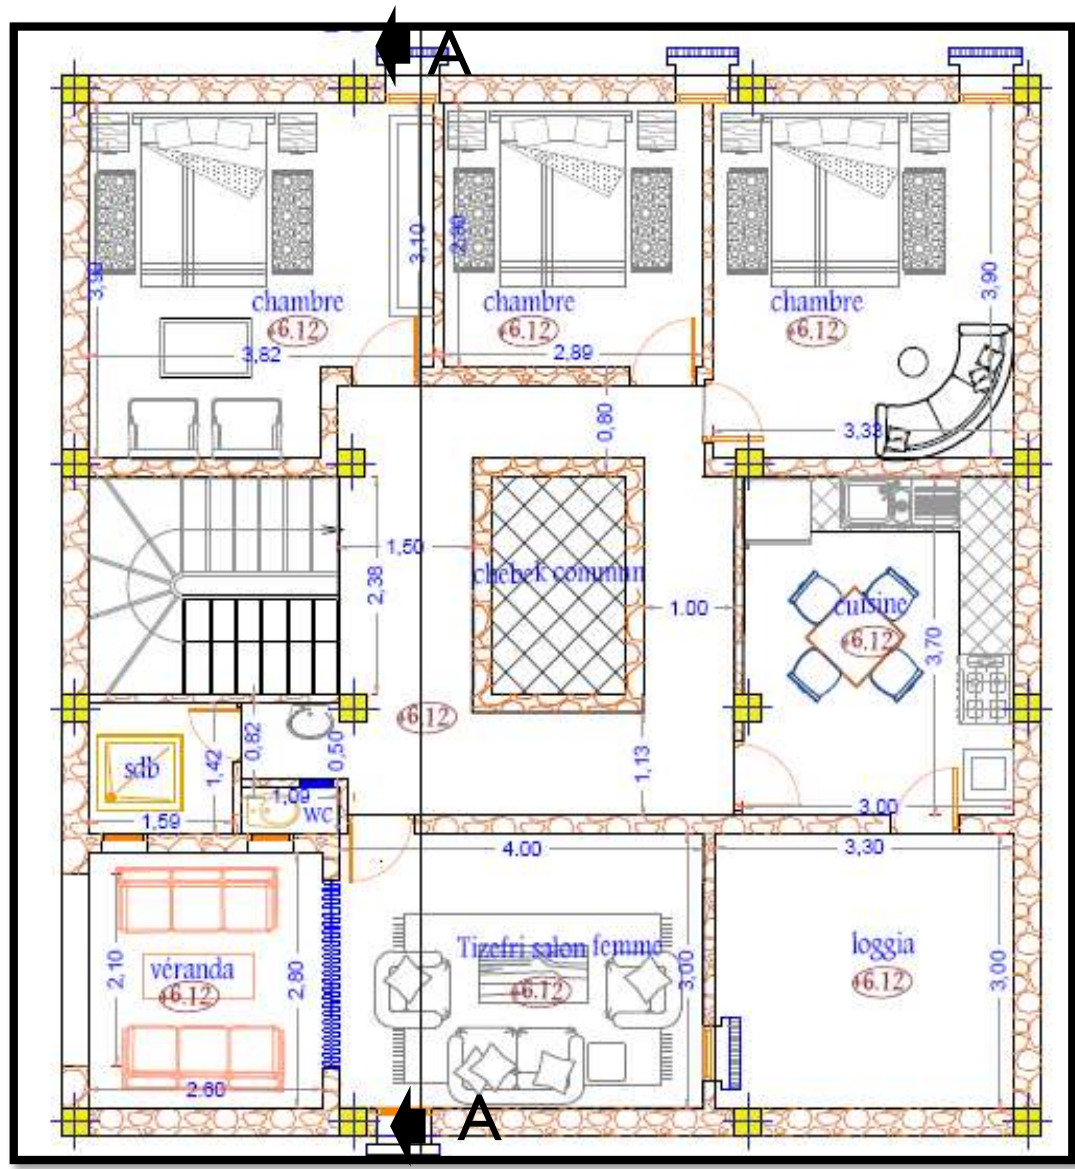 A
3,90
3,10
2,80
3,90
chambre
+6.12
chambre
+6.12
chambre
+6.12
3,82
2,89
0,80
3,33
1,50
2,38
chebek commun
1.00
cuisine
+6.12
3,70
+6.12
0,82
0,50
1,42
sdb
1,09
wc
1,13
1,59
3.00
4.00
3,30
Tizefri salon femme
+6.12
3,00
loggia
+6.12
3,00
véranda
+6.12
2,10
2,80
2.60
A